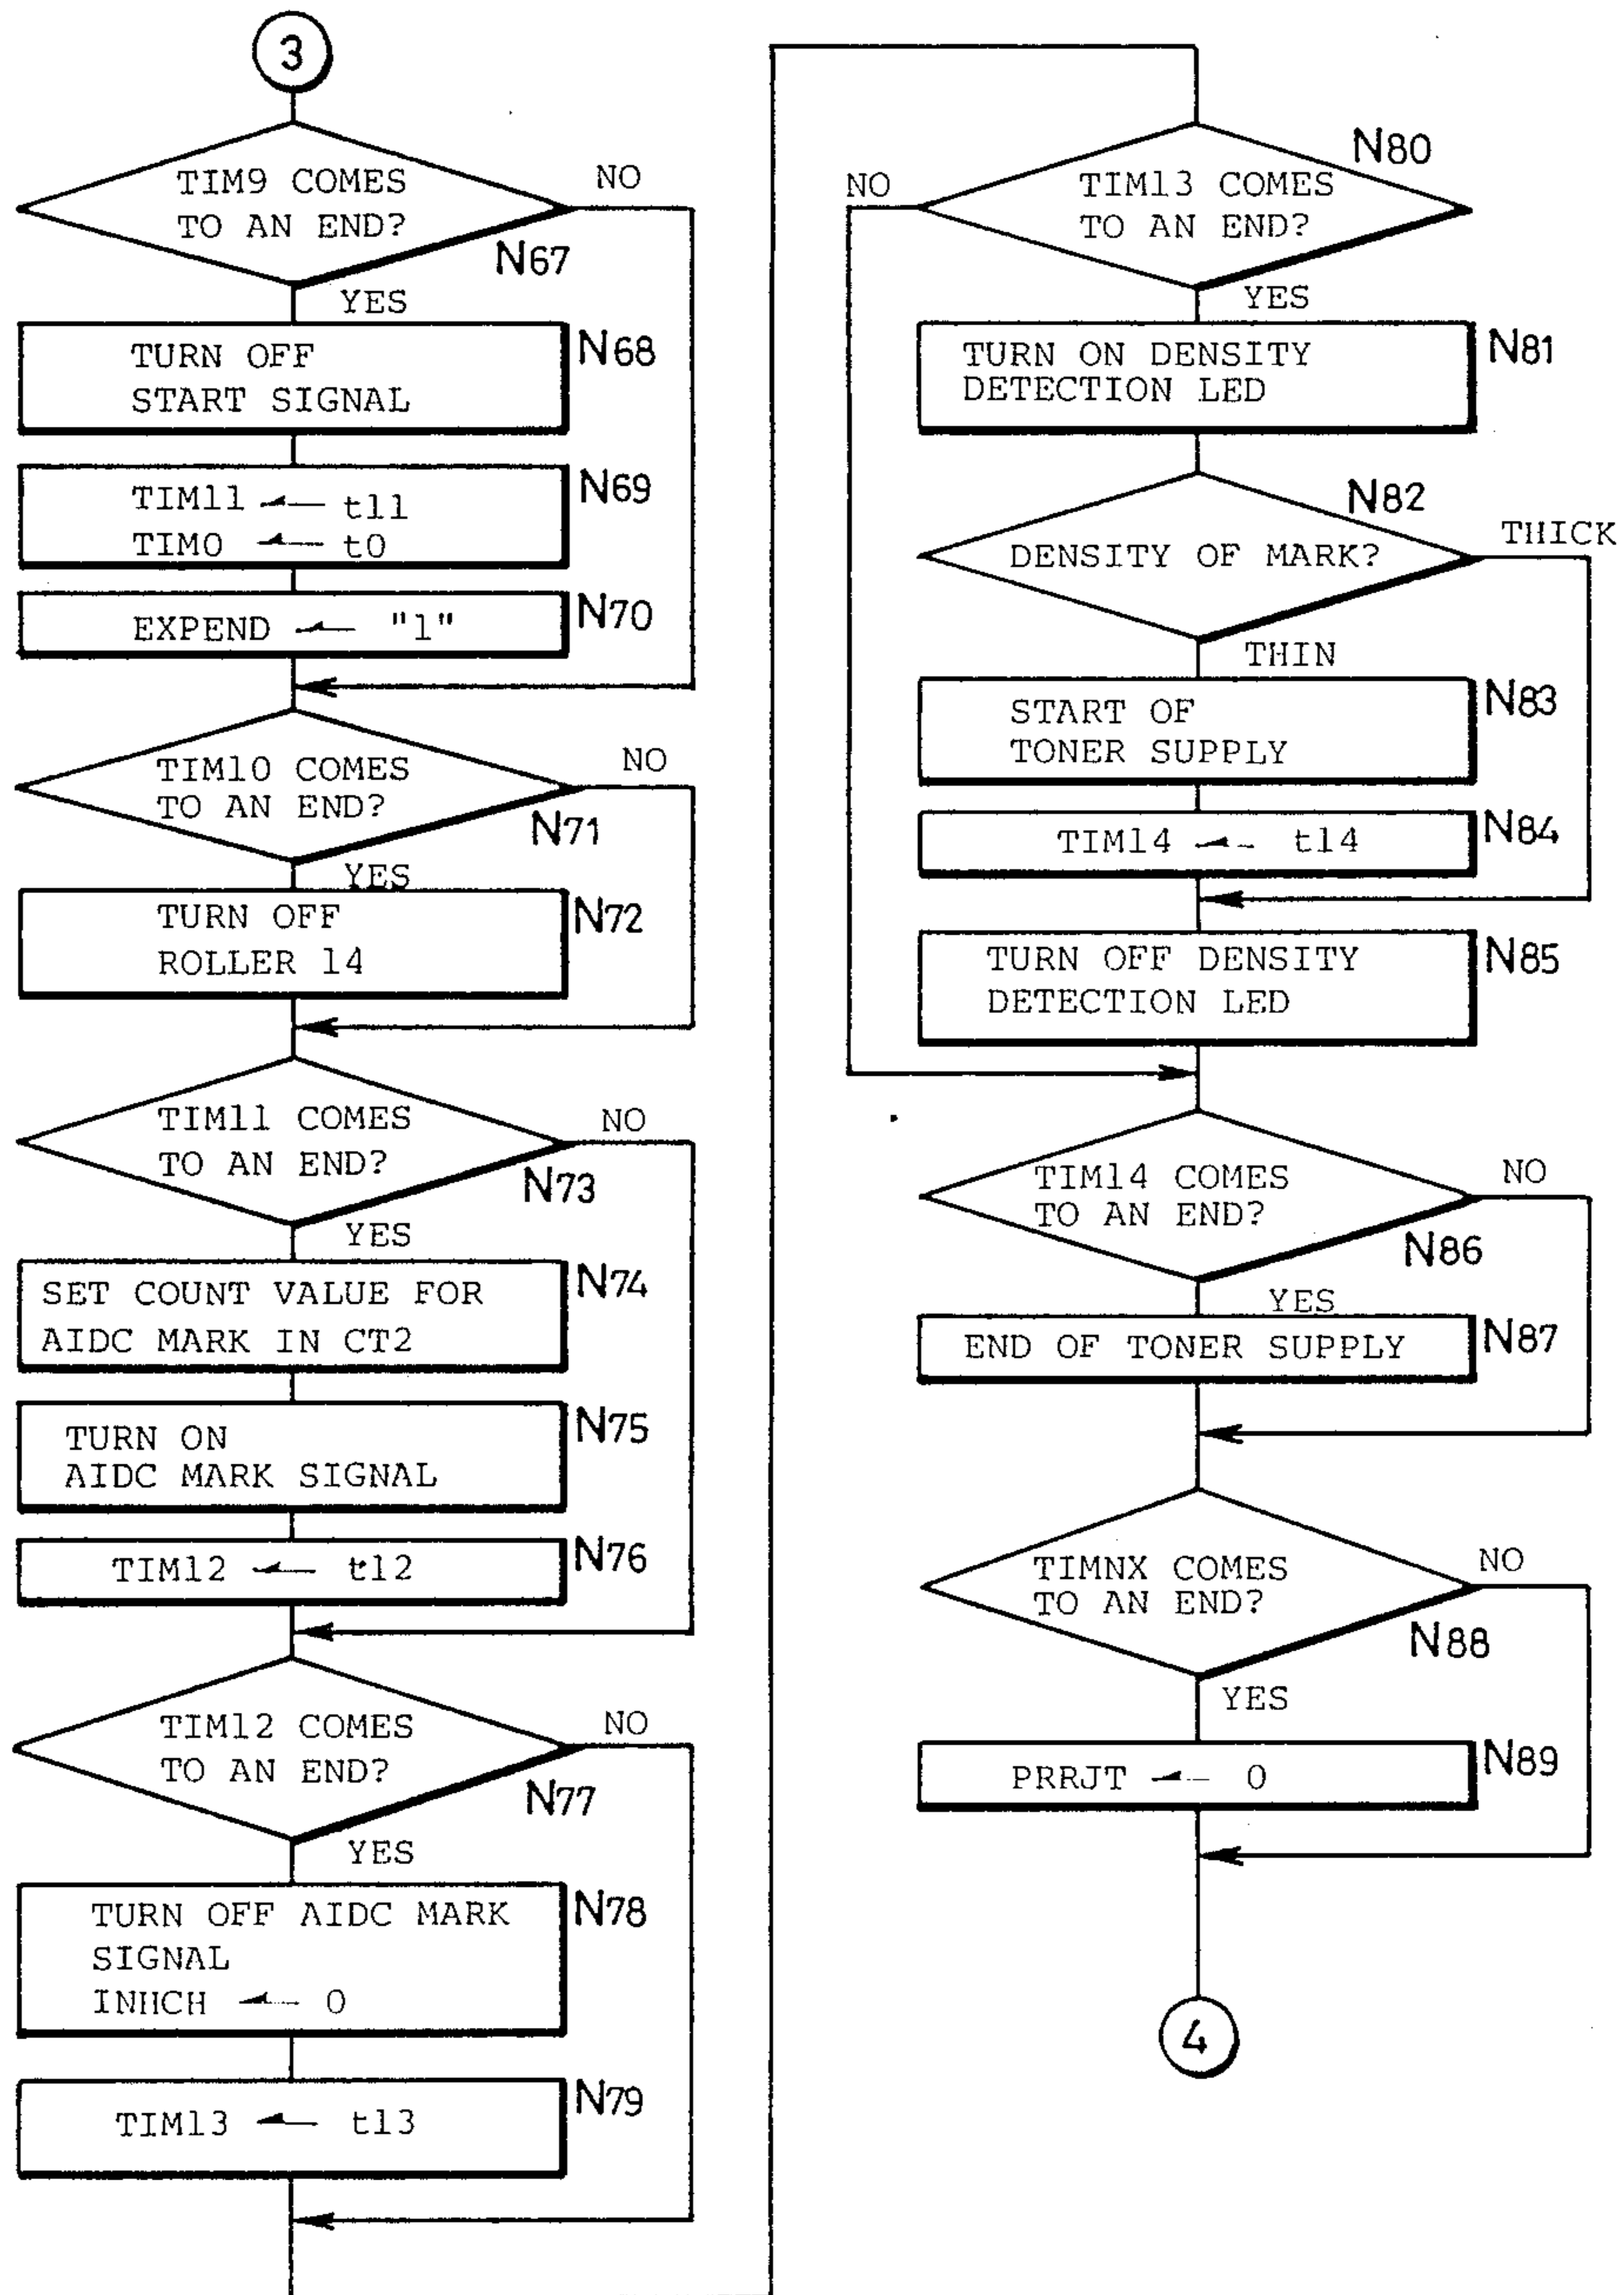 3
TIM9 COMES
TO AN END?
NO
N67
YES
TURN OFF
START SIGNAL
N68
TIM11 ← t11
TIM0 ← t0
N69
EXPEND ← "1"
N70
TIM10 COMES
TO AN END?
NO
N71
YES
TURN OFF
ROLLER 14
N72
TIM11 COMES
TO AN END?
NO
N73
YES
SET COUNT VALUE FOR
AIDC MARK IN CT2
N74
TURN ON
AIDC MARK SIGNAL
N75
TIM12 ← t12
N76
TIM12 COMES
TO AN END?
NO
N77
YES
TURN OFF AIDC MARK
SIGNAL
INHCH ← 0
N78
TIM13 ← t13
N79
N80
NO
TIM13 COMES
TO AN END?
YES
TURN ON DENSITY
DETECTION LED
N81
N82
DENSITY OF MARK?
THICK
THIN
START OF
TONER SUPPLY
N83
TIM14 ← t14
N84
TURN OFF DENSITY
DETECTION LED
N85
TIM14 COMES
TO AN END?
NO
N86
YES
END OF TONER SUPPLY
N87
TIMNX COMES
TO AN END?
NO
N88
YES
PRRJT ← 0
N89
4